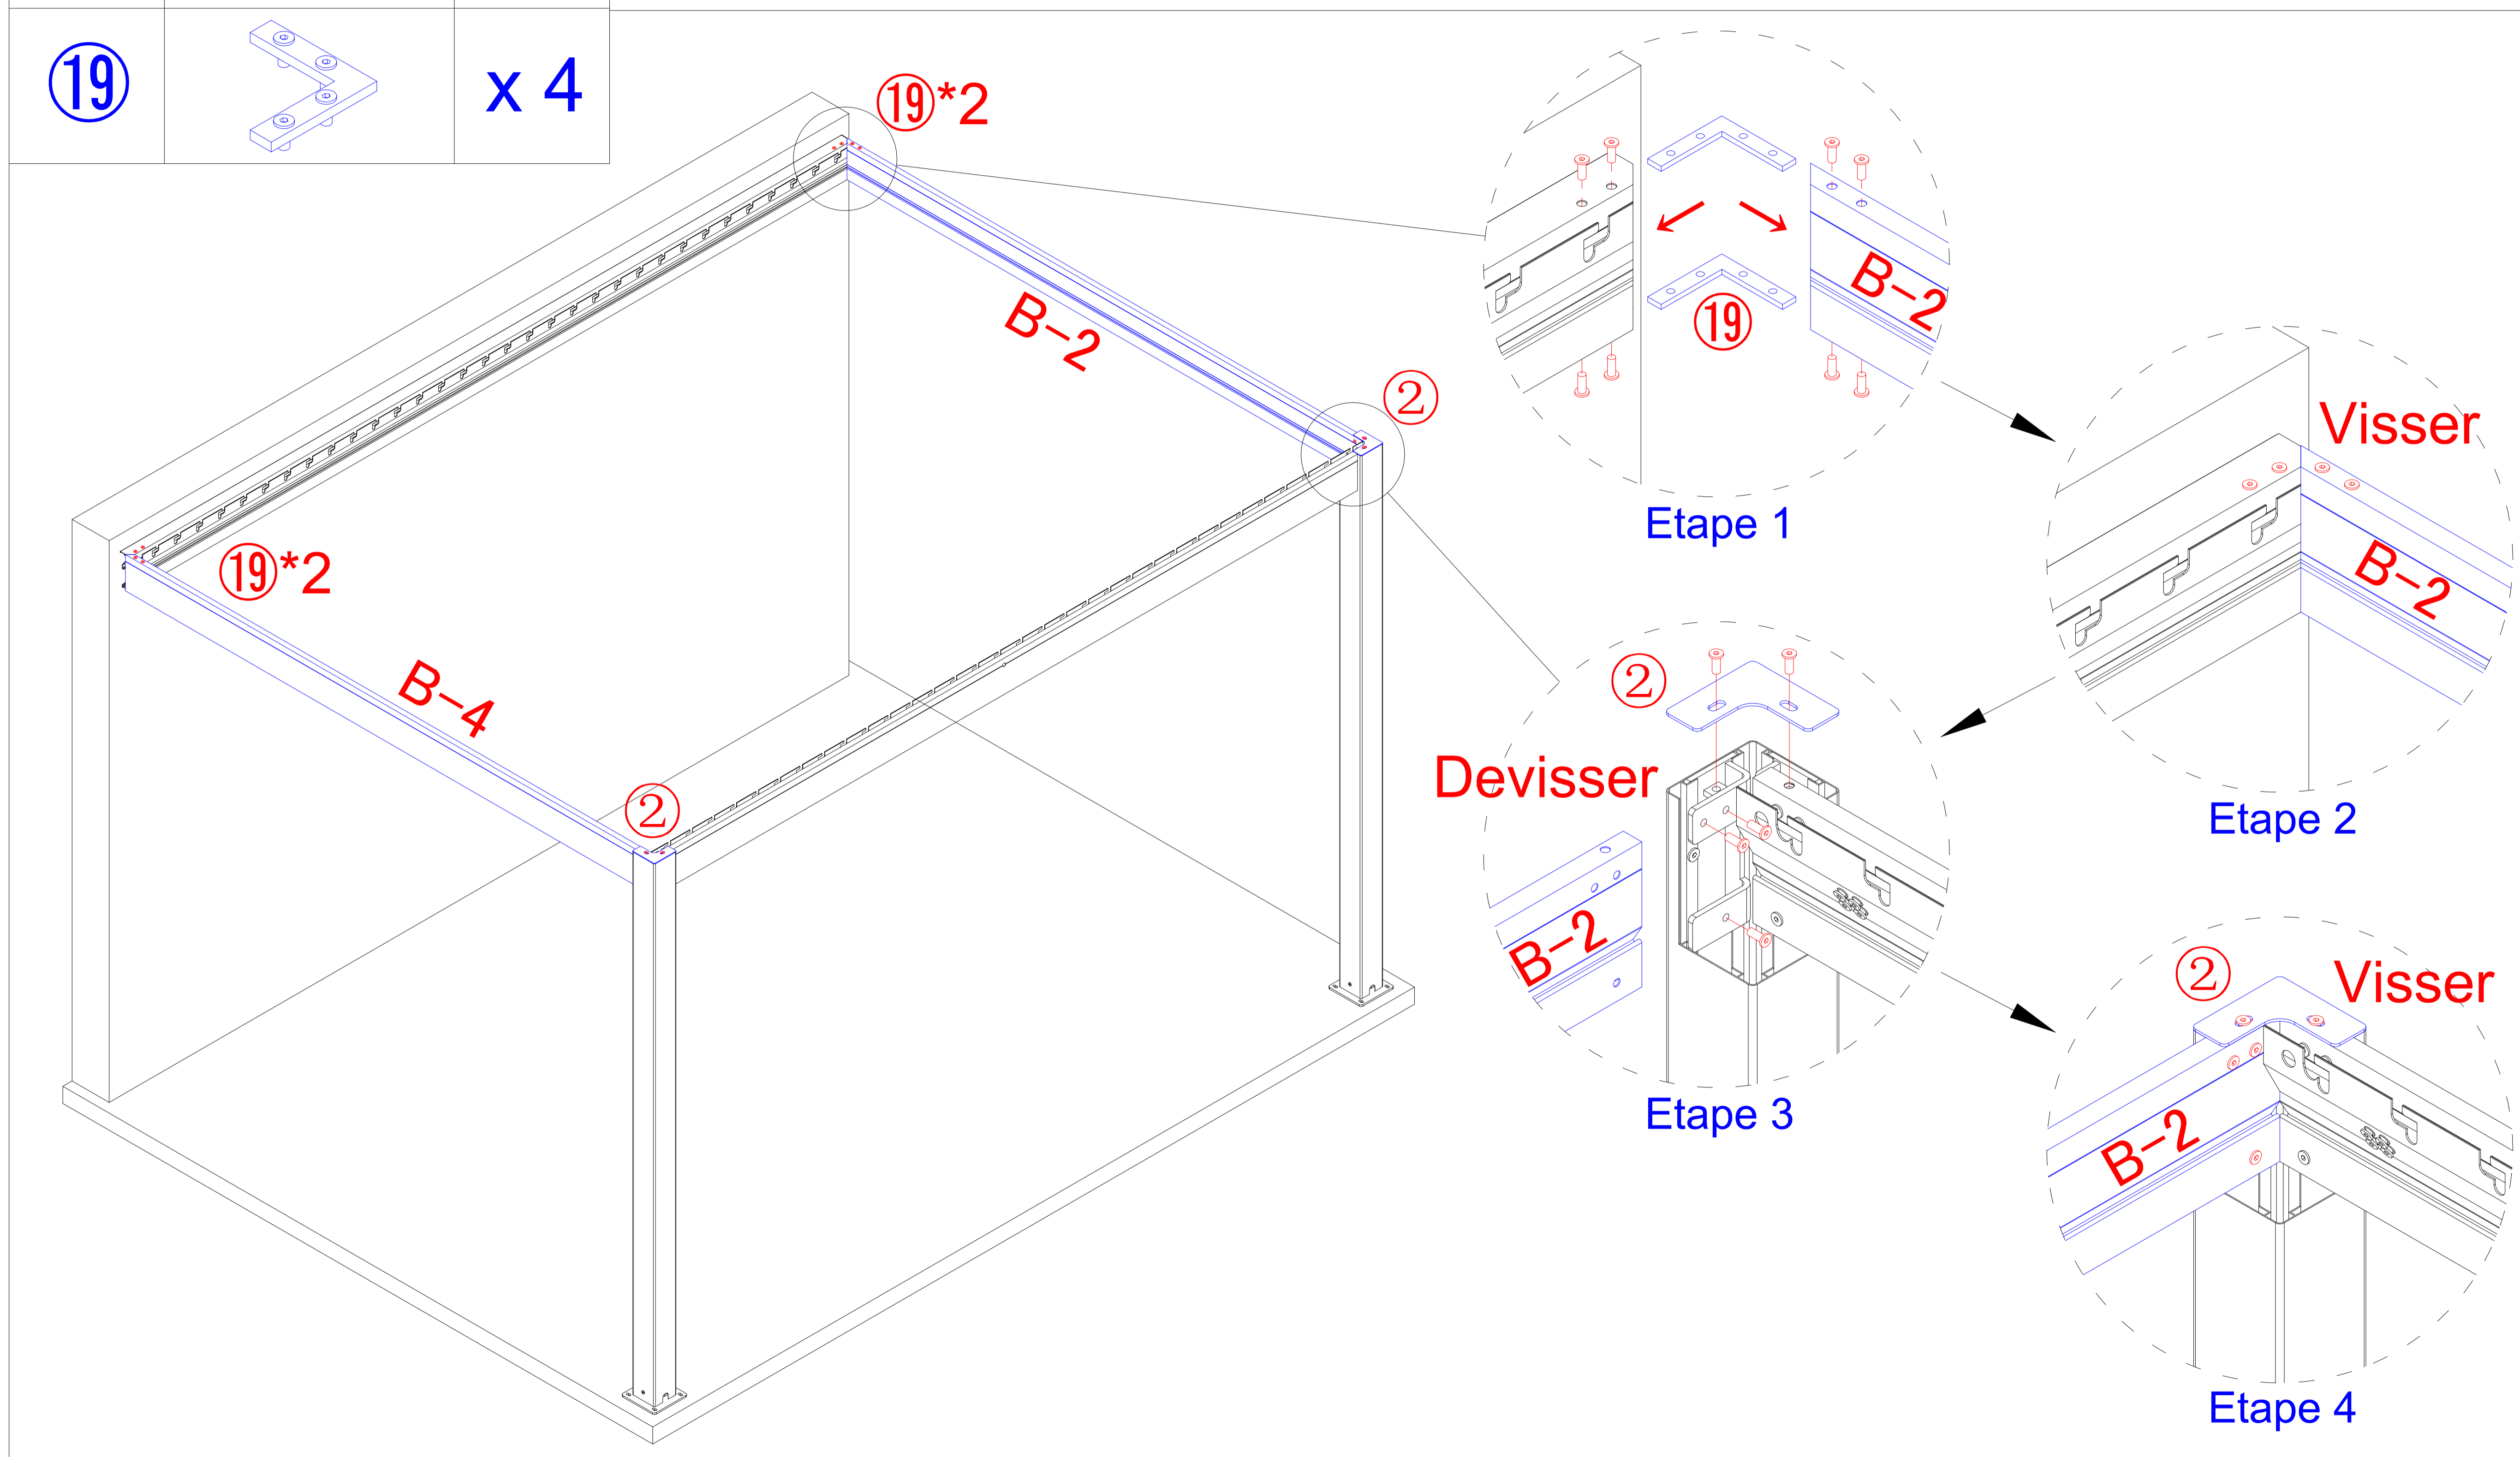 ⑲ x 4
⑲*2
B-2
②
⑲*2
B-4
②
⑲
B-2
Etape 1
Visser
B-2
Etape 2
②
Devisser
B-2
Etape 3
②
Visser
B-2
Etape 4